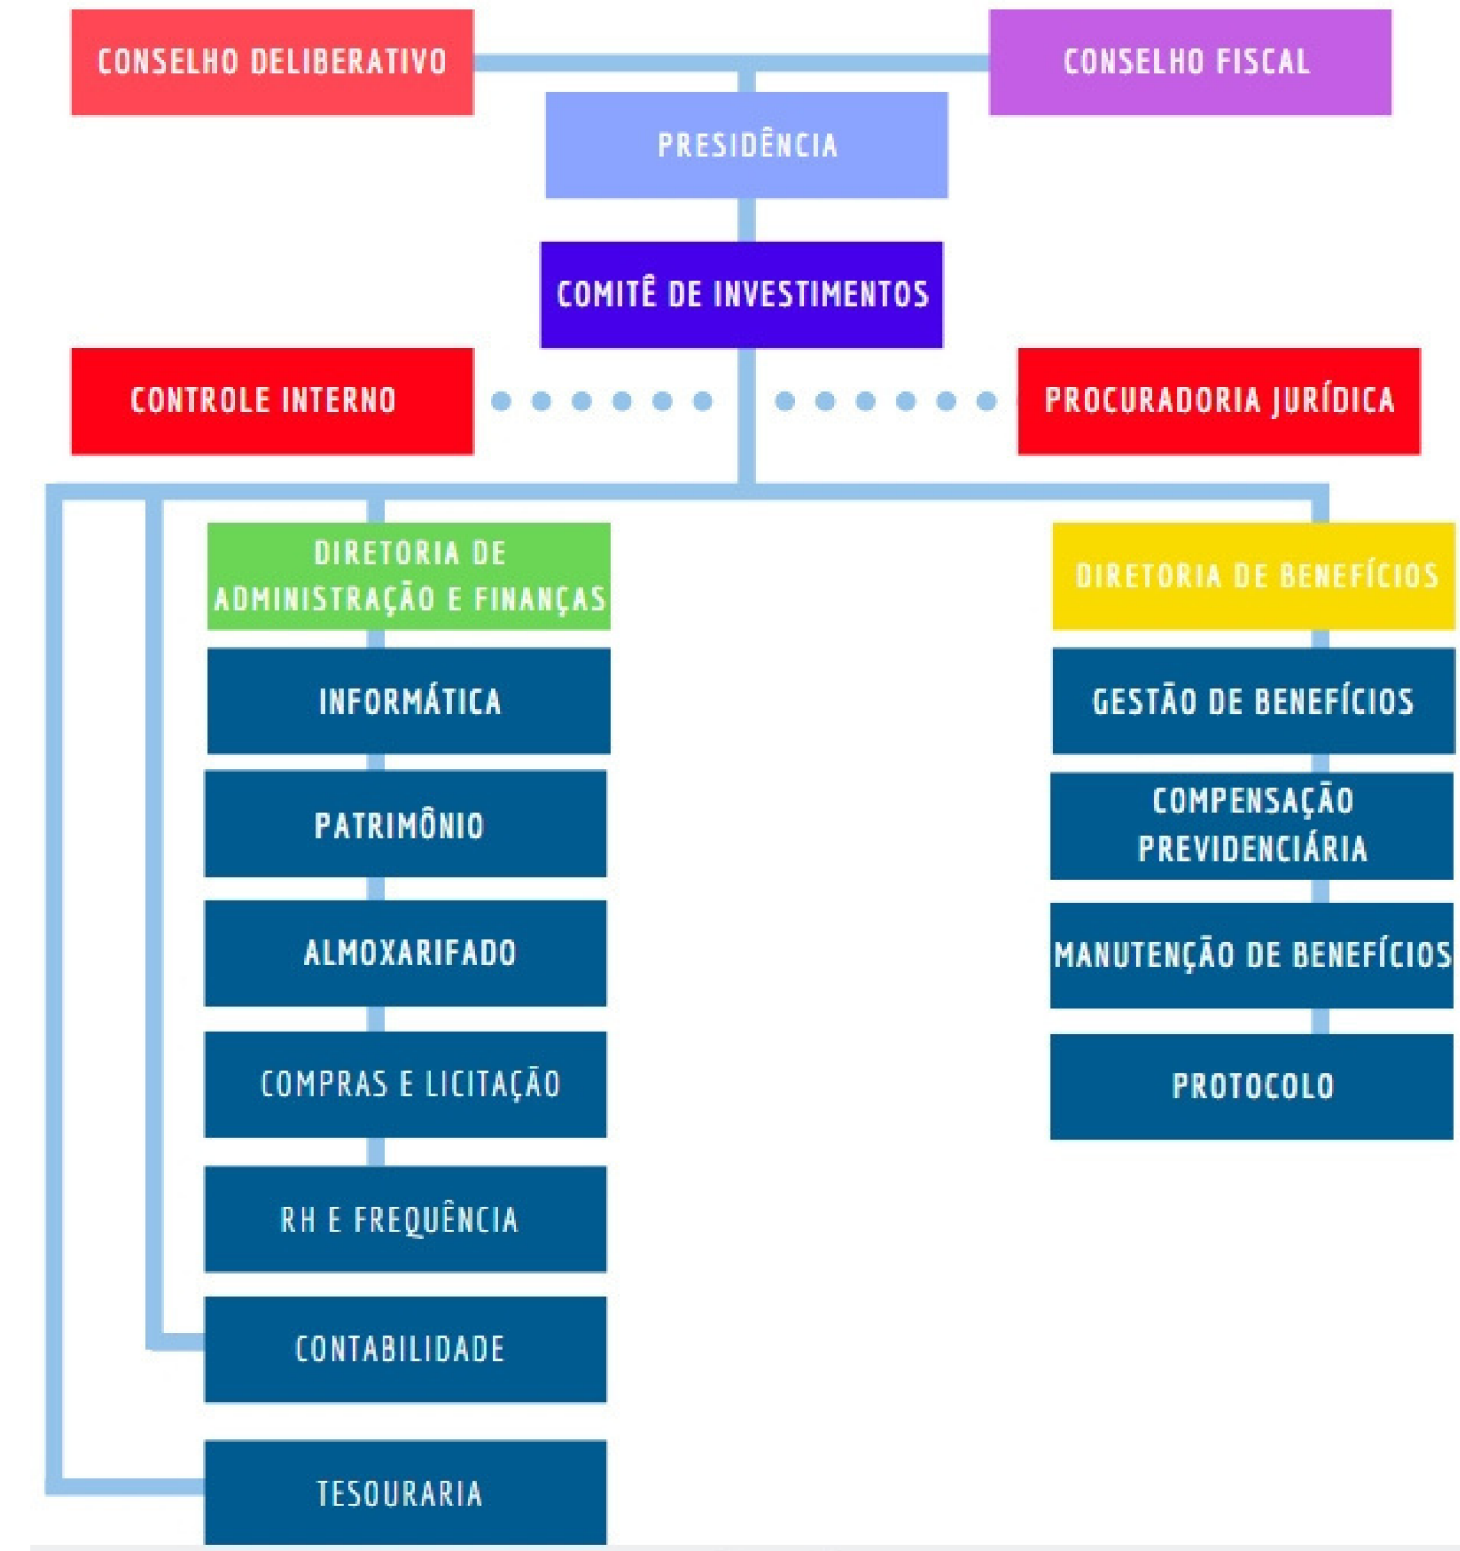 CONSELHO DELIBERATIVO
CONSELHO FISCAL
PRESIDÊNCIA
COMITÊ DE INVESTIMENTOS
CONTROLE INTERNO
PROCURADORIA JURÍDICA
DIRETORIA DE
ADMINISTRAÇÃO E FINANÇAS
INFORMÁTICA
PATRIMÔNIO
ALMOXARIFADO
COMPRAS E LICITAÇÃO
RH E FREQUÊNCIA
CONTABILIDADE
TESOURARIA
DIRETORIA DE BENEFÍCIOS
GESTÃO DE BENEFÍCIOS
COMPENSAÇÃO
PREVIDENCIÁRIA
MANUTENÇÃO DE BENEFÍCIOS
PROTOCOLO